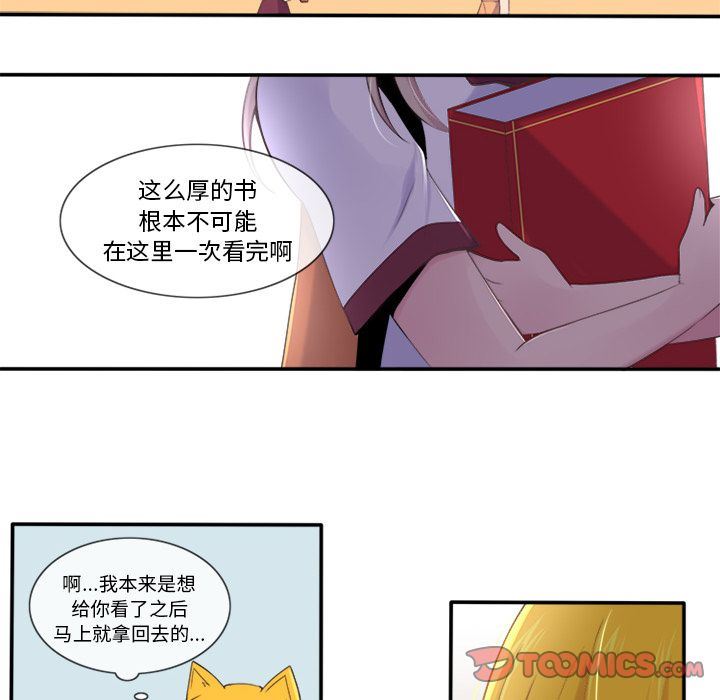 这么厚的书
根本不可能
在这里一次看完啊
啊...我本来是想
给你看了之后
马上就拿回去的...
TOOMICS.com